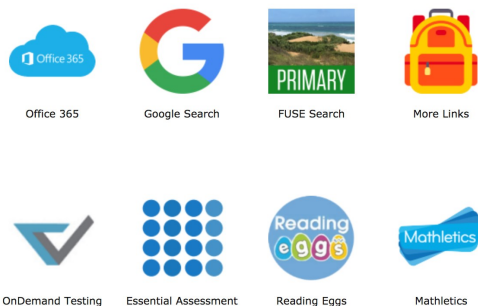 Office 365
PRIMARY
Office 365
Google Search
FUSE Search
More Links
Reading
eggs
Mathletics
OnDemand Testing
Essential Assessment
Reading Eggs
Mathletics